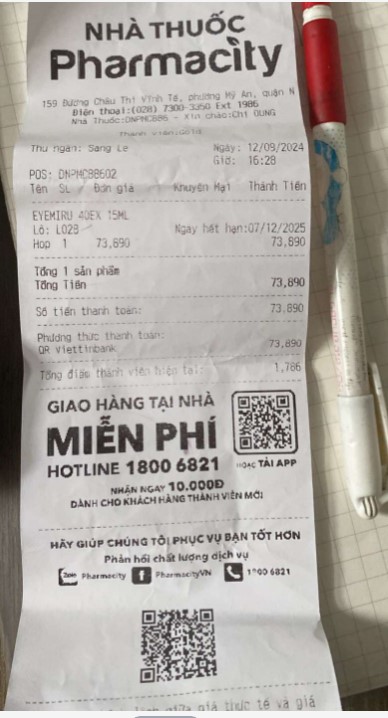 NHÀ THUỐC
Pharmacity
159 Đường Châu Thị Vĩnh Tế, phường Mỹ An, quận N
Điện thoại:(028) 7300-3350 Ext 1986
Nhà Thuốc:DNPMC886 - Xin chào:Chị DUNG
Thành viên:Gold
Thu ngân: Sang Le Ngày: 12/09/2024
Giờ: 16:28
POS: DNPMC88602
Tên SL / Đơn giá Khuyến Mại Thành Tiền
EYEMIRU 40EX 15ML
Lô: L028 Ngày hết hạn:07/12/2025
Hộp 1 73,890 73,890
Tổng 1 sản phẩm
Tổng Tiền 73,890
Số tiền thanh toán: 73,890
Phương thức thanh toán:
QR Viettinbank 73,890
Tổng điểm thành viên hiện tại: 1,786
GIAO HÀNG TẠI NHÀ
MIỄN PHÍ
HOTLINE 1800 6821
HOẶC TẢI APP
NHẬN NGAY 10.000Đ
DÀNH CHO KHÁCH HÀNG THÀNH VIÊN MỚI
HÃY GIÚP CHÚNG TÔI PHỤC VỤ BẠN TỐT HƠN
Phản hồi chất lượng dịch vụ
Zalo Pharmacity f PharmacityVN 1800 6821
giữa giá thực tế và giá